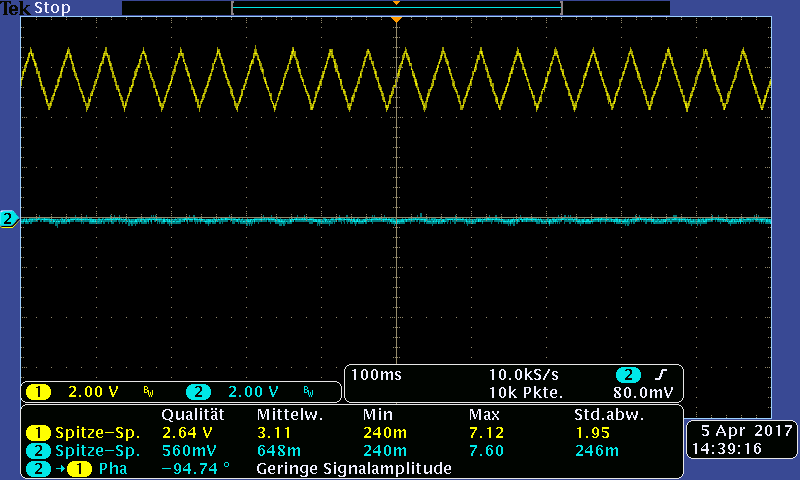 Tek Stop
2
100ms 10.0kS/s 2
10k Pkte. 80.0mV
1 2.00 V BW 2 2.00 V BW
Qualität Mittelw. Min Max Std.abw.
1 Spitze-Sp. 2.64 V 3.11 240m 7.12 1.95
2 Spitze-Sp. 560mV 648m 240m 7.60 246m
2 → 1 Pha -94.74 ° Geringe Signalamplitude
5 Apr 2017
14:39:16